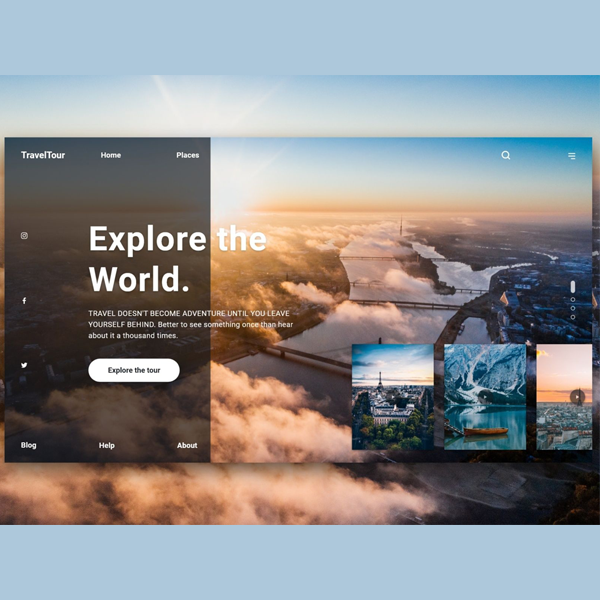 TravelTour Home Places
Explore the
World.
TRAVEL DOESN'T BECOME ADVENTURE UNTIL YOU LEAVE
YOURSELF BEHIND. Better to see something once than hear
about it a thousand times.
Explore the tour
Blog Help About